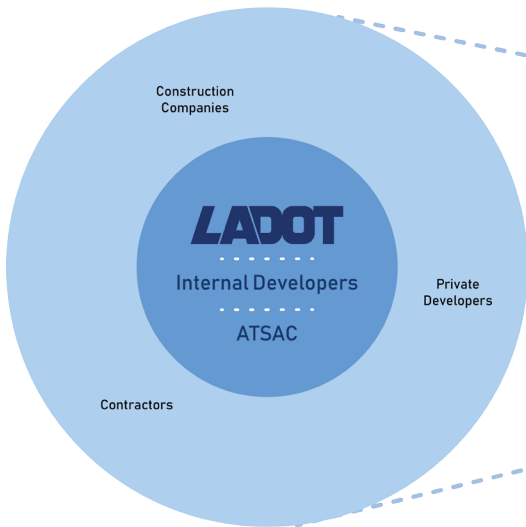 Construction
Companies
LADOT
Internal Developers
ATSAC
Private
Developers
Contractors